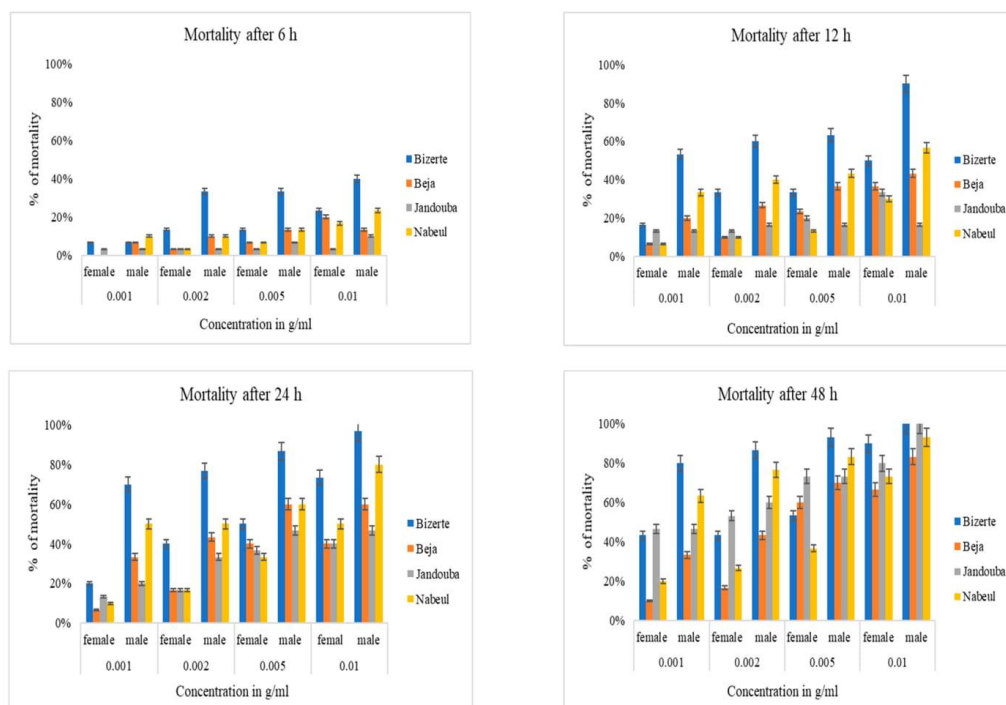 Mortality after 6 h
100%
80%
60%
40%
20%
0%
% of mortality
female male female male female male female male
0.001 0.002 0.005 0.01
Concentration in g/ml
Bizerte
Beja
Jandouba
Nabeul
Mortality after 12 h
100%
80%
60%
40%
20%
0%
% of mortality
female male female male female male female male
0.001 0.002 0.005 0.01
Concentration in g/ml
Bizerte
Beja
Jandouba
Nabeul
Mortality after 24 h
100%
80%
60%
40%
20%
0%
% of mortality
female male female male female male femal male
0.001 0.002 0.005 0.01
Concentration in g/ml
Bizerte
Beja
Jandouba
Nabeul
Mortality after 48 h
100%
80%
60%
40%
20%
0%
% of mortality
female male female male female male female male
0.001 0.002 0.005 0.01
Concentration in g/ml
Bizerte
Beja
Jandouba
Nabeul